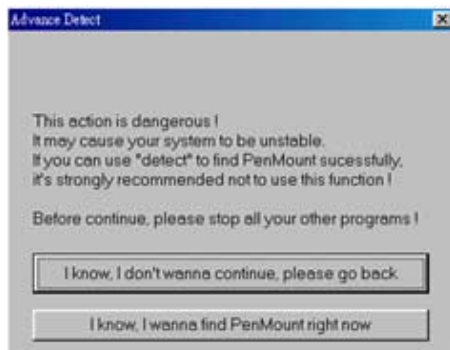 Advance Detect
This action is dangerous !
It may cause your system to be unstable.
If you can use "detect" to find PenMount sucessfully,
it's strongly recommended not to use this function !
Before continue, please stop all your other programs !
I know, I don't wanna continue, please go back
I know, I wanna find PenMount right now